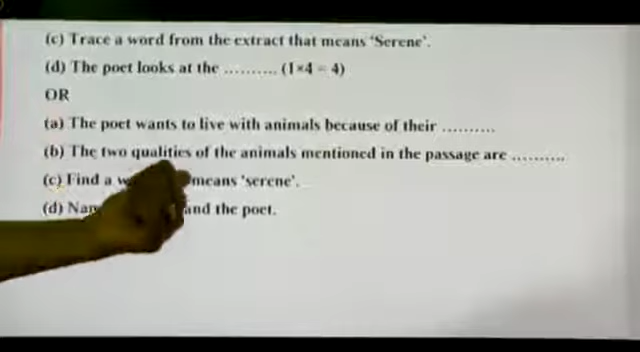 (c) Trace a word from the extract that means 'Serene'.
(d) The poet looks at the .......... (1×4 = 4)
OR
(a) The poet wants to live with animals because of their ..........
(b) The two qualities of the animals mentioned in the passage are ..........
(c) Find a means 'serene'.
(d) and the poet.